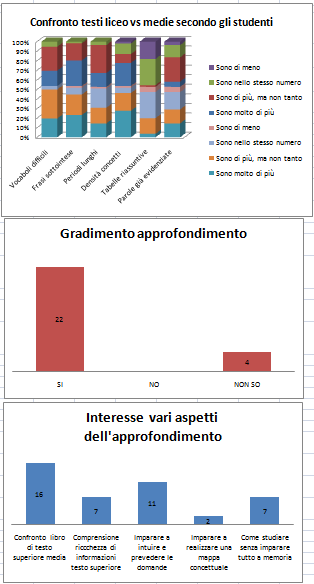 Confronto testi liceo vs medie secondo gli studenti
100%
90%
80%
70%
60%
50%
40%
30%
20%
10%
0%
Vocaboli difficili
Frasi sottointese
Periodi lunghi
Densità concetti
Tabelle riassuntive
Parole già evidenziate
Sono di meno
Sono nello stesso numero
Sono di più, ma non tanto
Sono molto di più
Sono di meno
Sono nello stesso numero
Sono di più, ma non tanto
Sono molto di più
Gradimento approfondimento
22
4
SI
NO
NON SO
Interesse vari aspetti
dell'approfondimento
16
7
11
2
7
Confronto libro
di testo
superiore media
Comprensione
ricchezza di
informazioni
testo superiore
Imparare a
intuire e
prevedere le
domande
Imparare a
realizzare una
mappa
concettuale
Come studiare
senza imparare
tutto a memoria